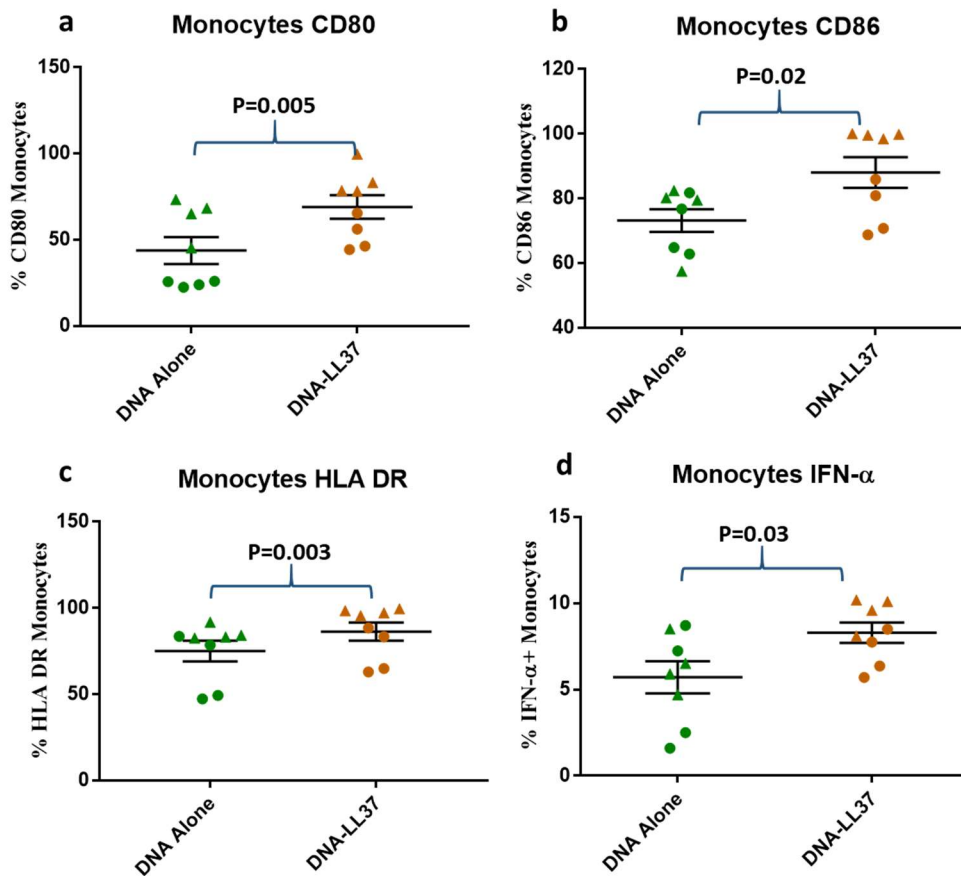 a
Monocytes CD80
150
100
50
0
% CD80 Monocytes
P=0.005
DNA Alone
DNA-LL37
b
Monocytes CD86
120
100
80
60
40
% CD86 Monocytes
P=0.02
DNA Alone
DNA-LL37
c
Monocytes HLA DR
150
100
50
0
% HLA DR Monocytes
P=0.003
DNA Alone
DNA-LL37
d
Monocytes IFN-α
15
10
5
0
% IFN-α+ Monocytes
P=0.03
DNA Alone
DNA-LL37